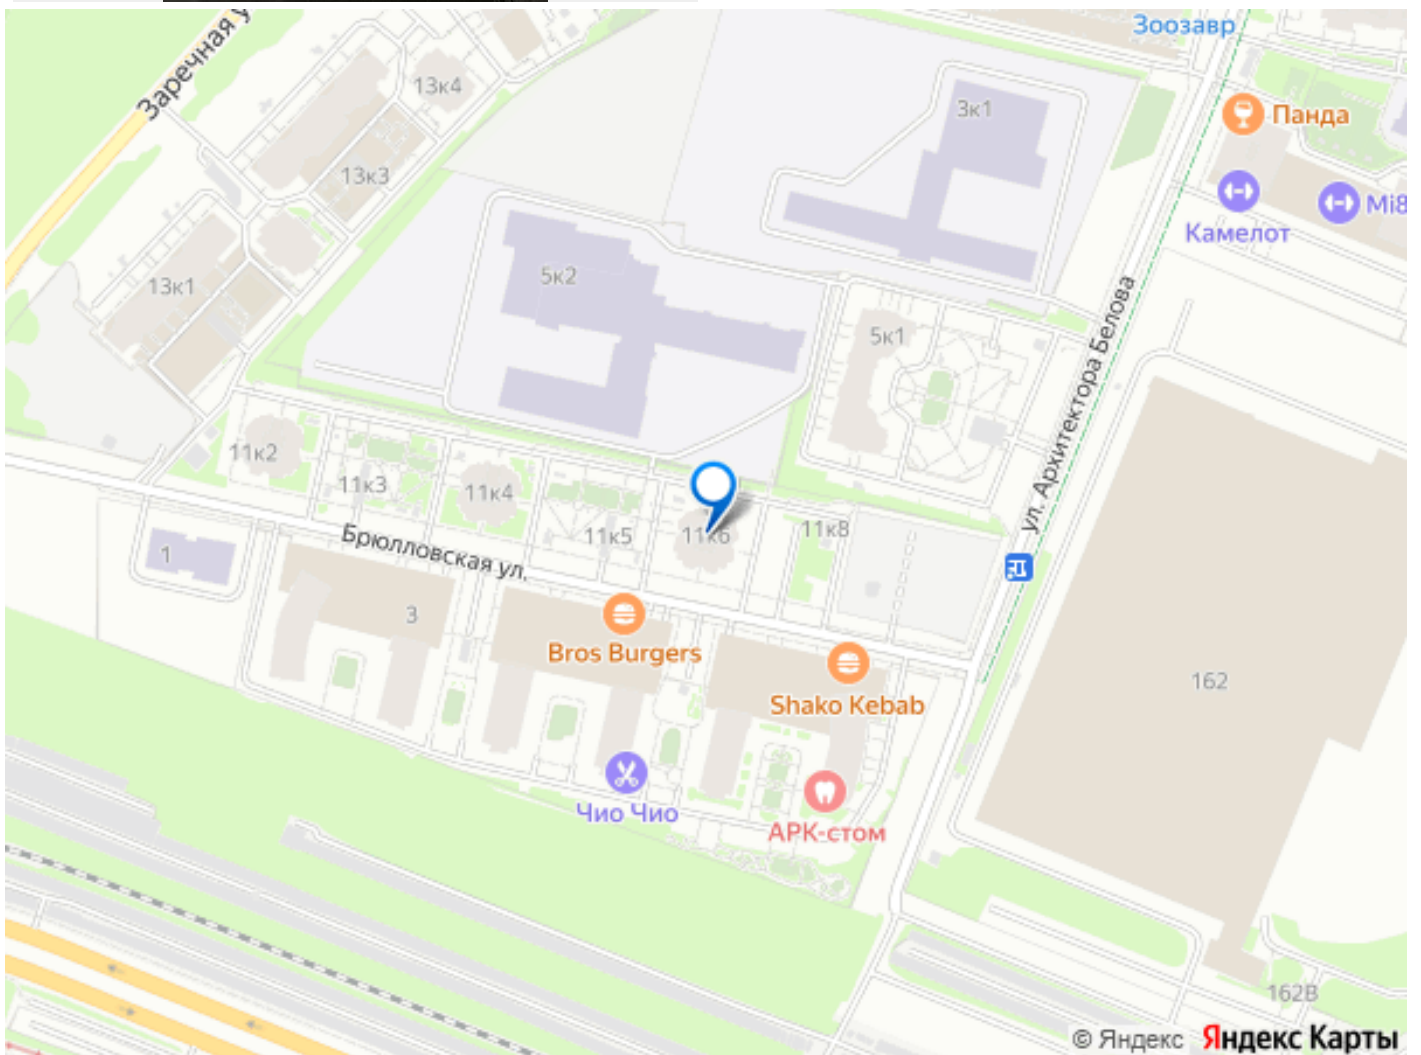 Зоозавр
Заречная у
13к4
3к1
Панда
13к3
Mi8
Камелот
5к2
13к1
ул. Архитектора Белова
5к1
11к2
11к3
11к4
11к5
11к6
11к8
Брюлловская ул.
1
3
Bros Burgers
162
Shako Kebab
Чио Чио
АРК-стом
162В
© Яндекс Яндекс Карты